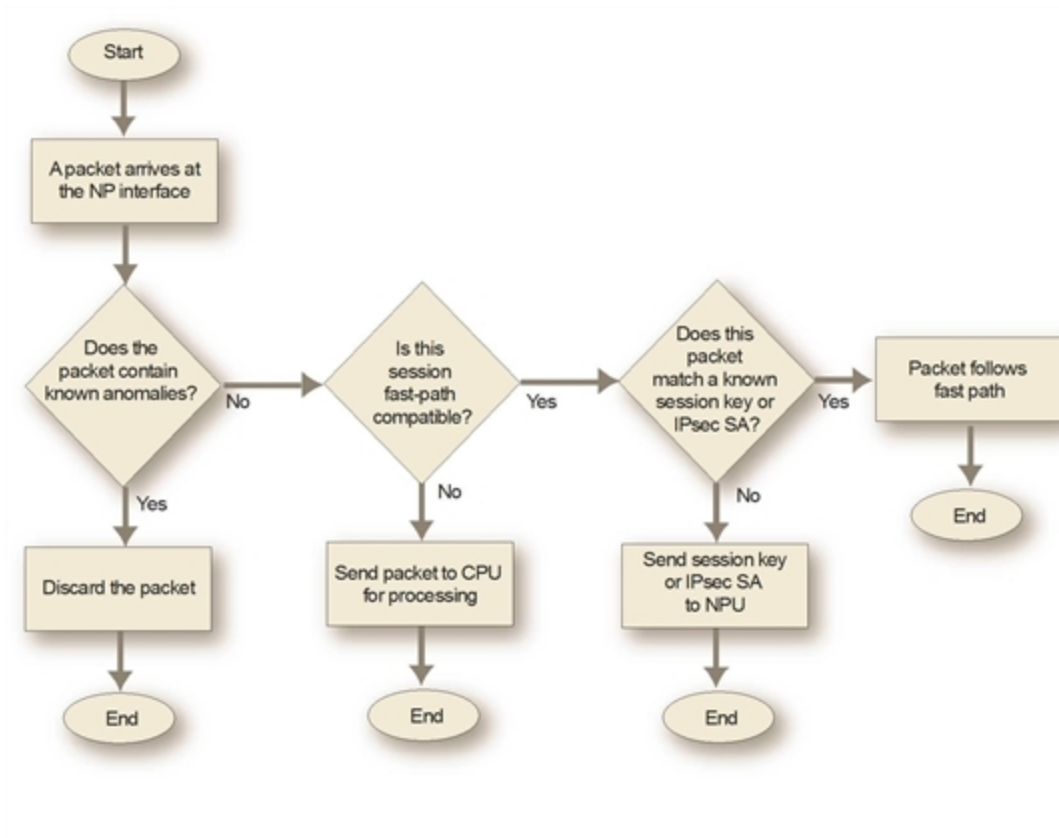 Start
A packet arrives at
the NP interface
Does the
packet contain
known anomalies?
No
Yes
Discard the packet
End
Is this
session
fast-path
compatible?
Yes
No
Send packet to CPU
for processing
End
Does this
packet
match a known
session key or
IPsec SA?
Yes
No
Send session key
or IPsec SA
to NPU
End
Packet follows
fast path
End